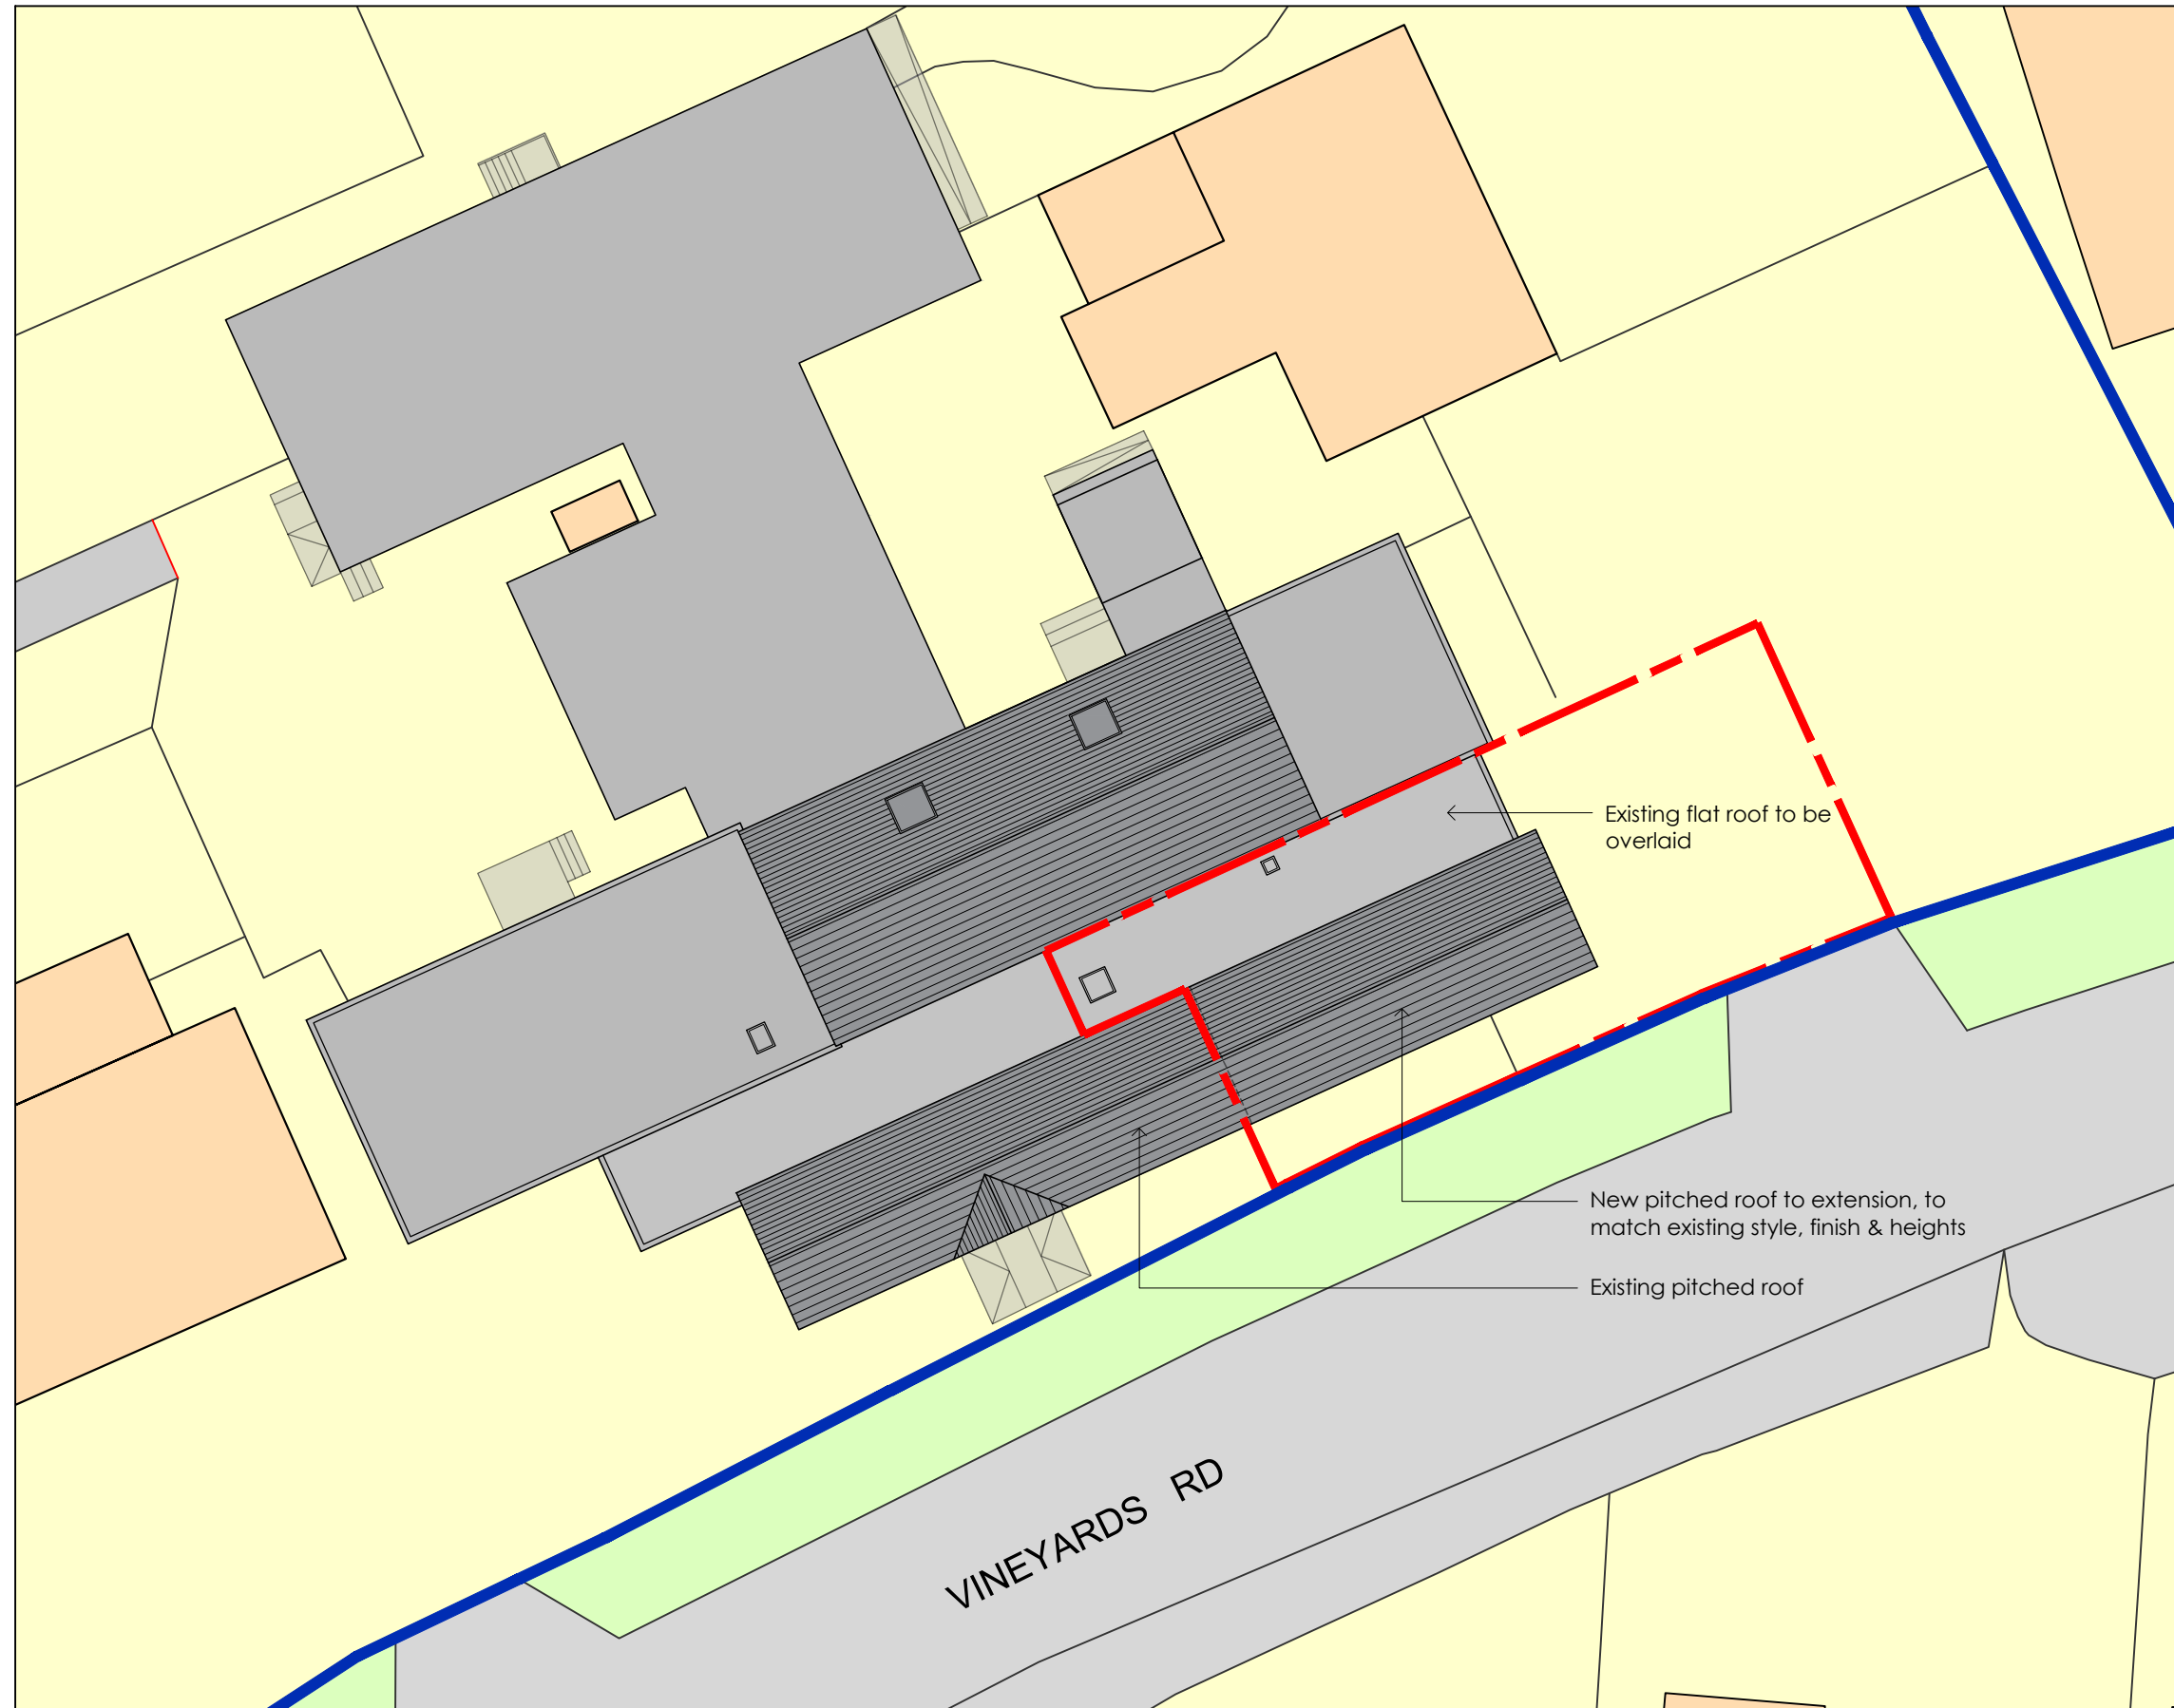 Existing flat roof to be
overlaid
New pitched roof to extension, to
match existing style, finish & heights
Existing pitched roof
VINEYARDS RD